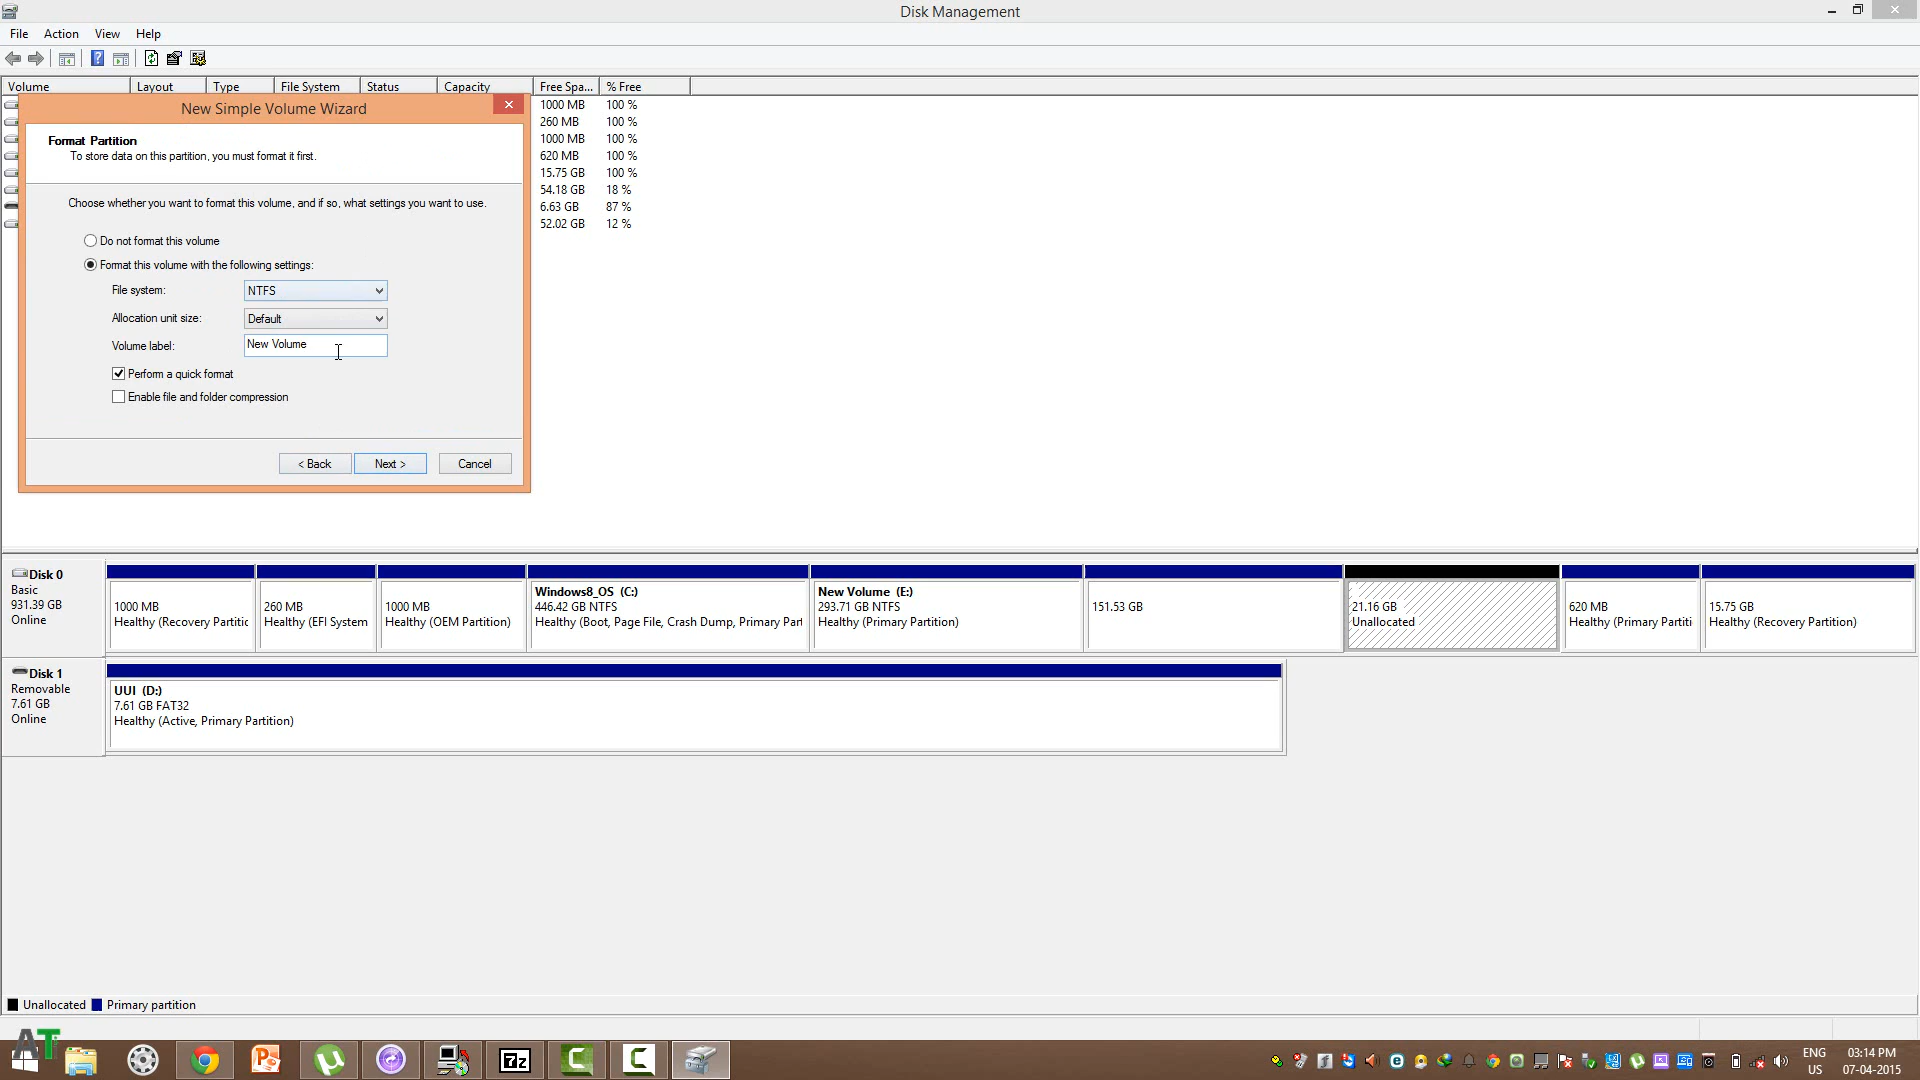 Disk Management
File Action View Help
Volume Layout Type File System Status Capacity Free Spa... % Free
1000 MB 100 %
260 MB 100 %
1000 MB 100 %
620 MB 100 %
15.75 GB 100 %
54.18 GB 18 %
6.63 GB 87 %
52.02 GB 12 %
New Simple Volume Wizard
Format Partition
To store data on this partition, you must format it first.
Choose whether you want to format this volume, and if so, what settings you want to use.
Do not format this volume
Format this volume with the following settings:
File system: NTFS
Allocation unit size: Default
Volume label: New Volume
Perform a quick format
Enable file and folder compression
< Back Next > Cancel
Disk 0
Basic
931.39 GB
Online
1000 MB
Healthy (Recovery Partitic
260 MB
Healthy (EFI System
1000 MB
Healthy (OEM Partition)
Windows8_OS (C:)
446.42 GB NTFS
Healthy (Boot, Page File, Crash Dump, Primary Part
New Volume (E:)
293.71 GB NTFS
Healthy (Primary Partition)
151.53 GB
21.16 GB
Unallocated
620 MB
Healthy (Primary Partiti
15.75 GB
Healthy (Recovery Partition)
Disk 1
Removable
7.61 GB
Online
UUI (D:)
7.61 GB FAT32
Healthy (Active, Primary Partition)
Unallocated Primary partition
AT
7z
ENG
US
03:14 PM
07-04-2015